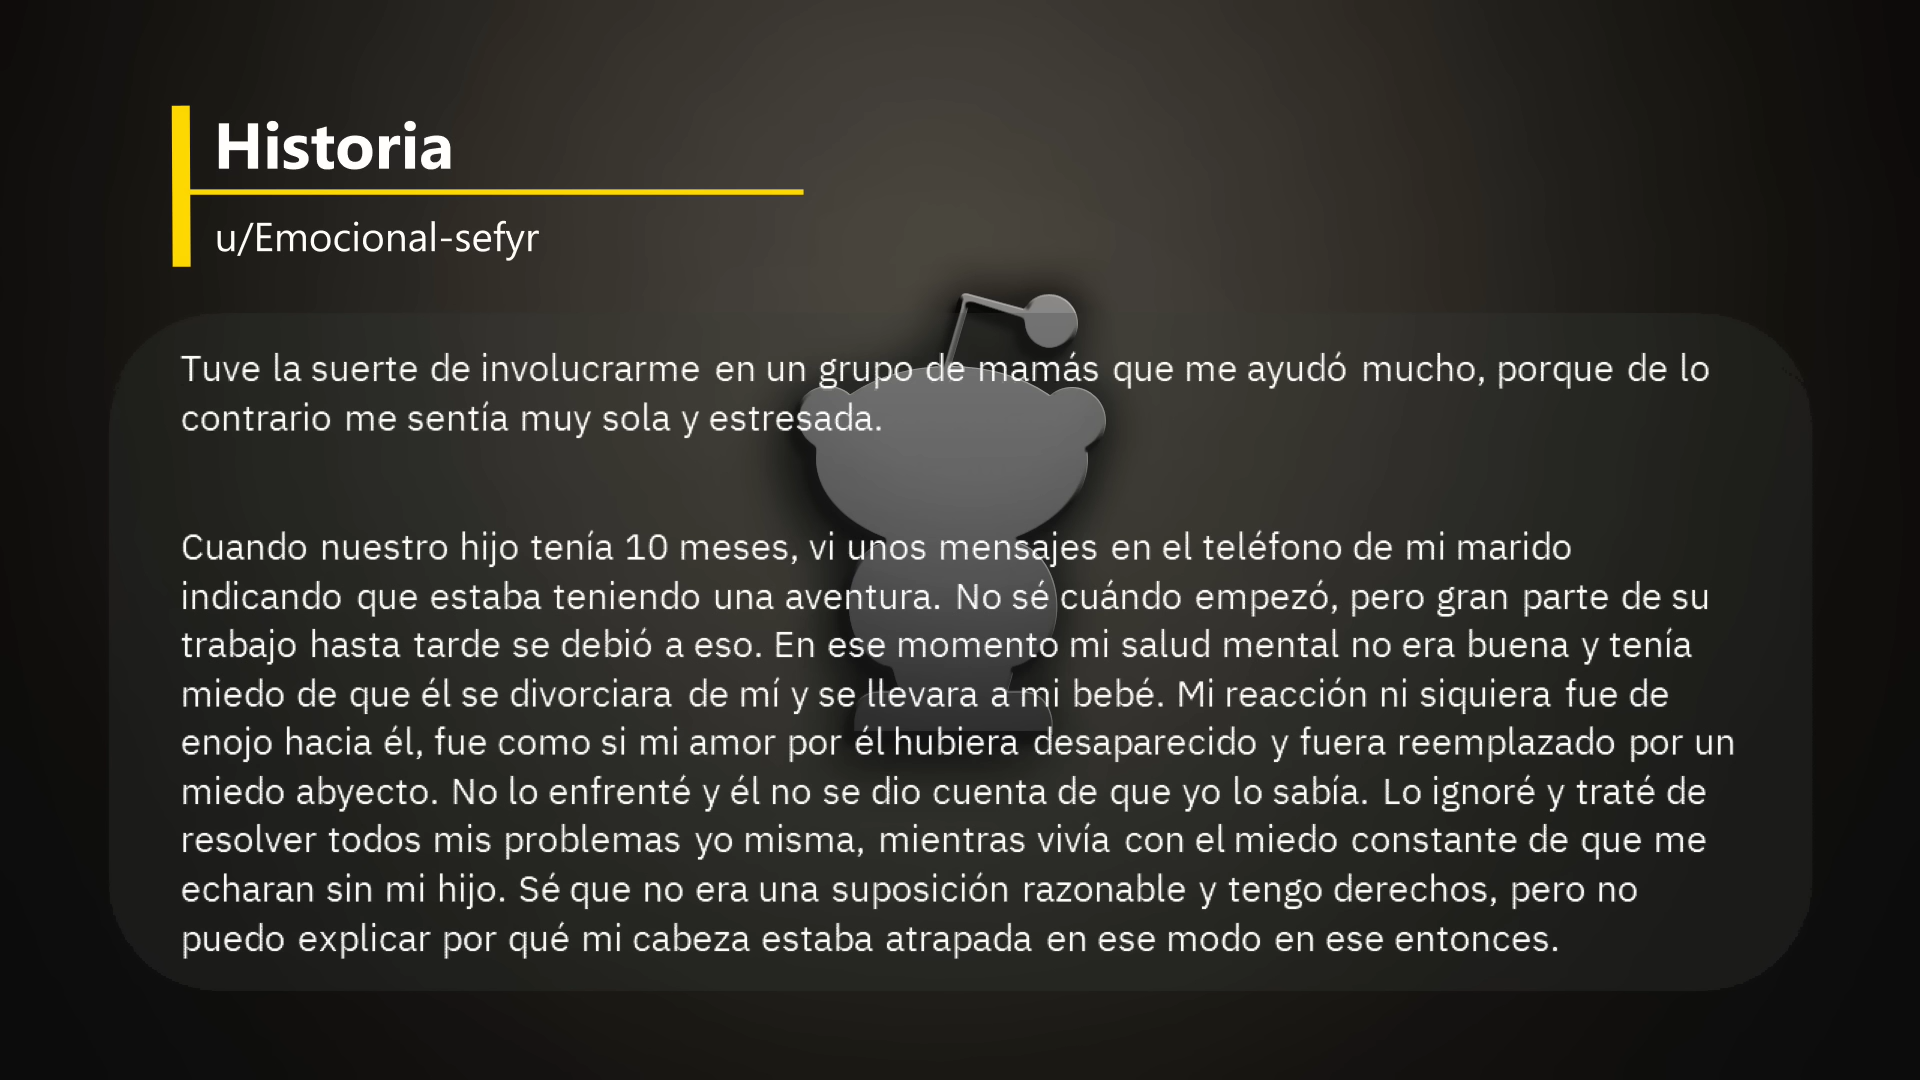 Historia
u/Emocional-sefyr
Tuve la suerte de involucrarme en un grupo de mamás que me ayudó mucho, porque de lo
contrario me sentía muy sola y estresada.
Cuando nuestro hijo tenía 10 meses, vi unos mensajes en el teléfono de mi marido
indicando que estaba teniendo una aventura. No sé cuándo empezó, pero gran parte de su
trabajo hasta tarde se debió a eso. En ese momento mi salud mental no era buena y tenía
miedo de que él se divorciara de mí y se llevara a mi bebé. Mi reacción ni siquiera fue de
enojo hacia él, fue como si mi amor por él hubiera desaparecido y fuera reemplazado por un
miedo abyecto. No lo enfrenté y él no se dio cuenta de que yo lo sabía. Lo ignoré y traté de
resolver todos mis problemas yo misma, mientras vivía con el miedo constante de que me
echaran sin mi hijo. Sé que no era una suposición razonable y tengo derechos, pero no
puedo explicar por qué mi cabeza estaba atrapada en ese modo en ese entonces.